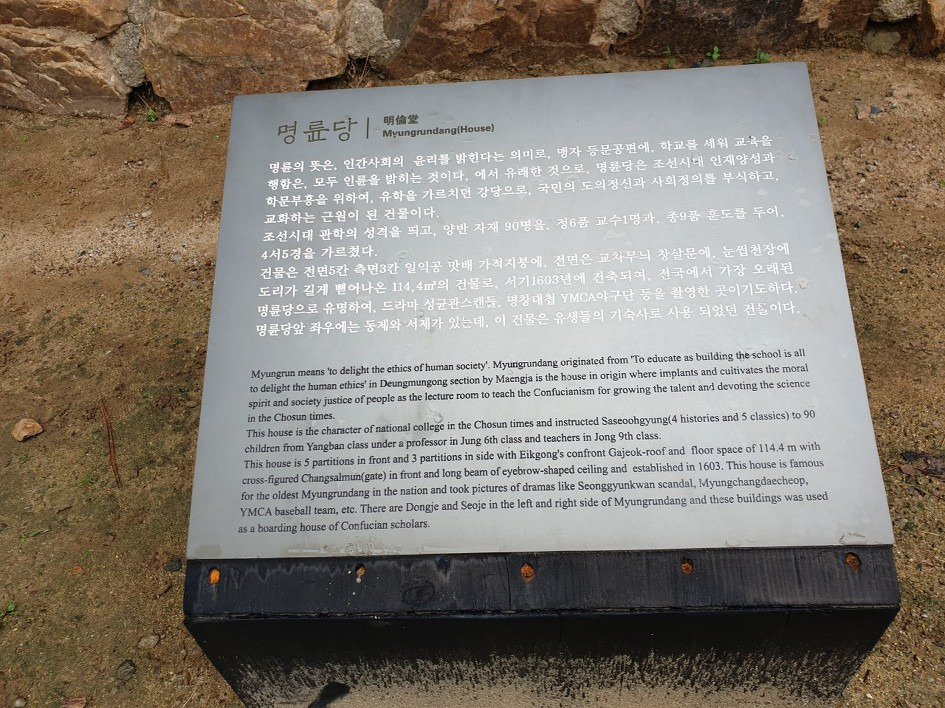 명륜당 | 明倫堂
Myungrundang(House)
명륜의 뜻은, 인간사회의 윤리를 밝힌다는 의미로, 맹자 등문공편에, 학교를 세워 교육을
행함은, 모두 인륜을 밝히는 것이다. 에서 유래한 것으로, 명륜당은 조선시대 인재양성과
학문부흥을 위하여, 유학을 가르치던 강당으로, 국민의 도의정신과 사회정의를 부식하고,
교화하는 근원이 된 건물이다.
조선시대 관학의 성격을 띄고, 양반 자재 90명을, 정6품 교수1명과, 종9품 훈도를 두어,
4서5경을 가르쳤다.
건물은 전면5칸 측면3칸 일익공 맛배 가적지붕에, 전면은 교차무늬 창살문에, 눈썹천장에
도리가 길게 뻗어나온 114.4㎡의 건물로, 서기1603년에 건축되여, 전국에서 가장 오래된
명륜당으로 유명하여, 드라마 성균관스캔들, 명창대첩 YMCA야구단 등을 촬영한 곳이기도하다.
명륜당앞 좌우에는 동제와 서제가 있는데, 이 건물은 유생들의 기숙사로 사용 되었던 건물이다.
Myungrun means 'to delight the ethics of human society'. Myungrundang originated from 'To educate as building the school is all
to delight the human ethics' in Deungmungong section by Maengja is the house in origin where implants and cultivates the moral
spirit and society justice of people as the lecture room to teach the Confucianism for growing the talent and devoting the science
in the Chosun times.
This house is the character of national college in the Chosun times and instructed Saseoohgyung(4 histories and 5 classics) to 90
children from Yangban class under a professor in Jung 6th class and teachers in Jong 9th class.
This house is 5 partitions in front and 3 partitions in side with Eikgong's confront Gajeok-roof and floor space of 114.4 m with
cross-figured Changsalmun(gate) in front and long beam of eyebrow-shaped ceiling and established in 1603. This house is famous
for the oldest Myungrundang in the nation and took pictures of dramas like Seonggyunkwan scandal, Myungchangdaecheop,
YMCA baseball team, etc. There are Dongje and Seoje in the left and right side of Myungrundang and these buildings was used
as a boarding house of Confucian scholars.